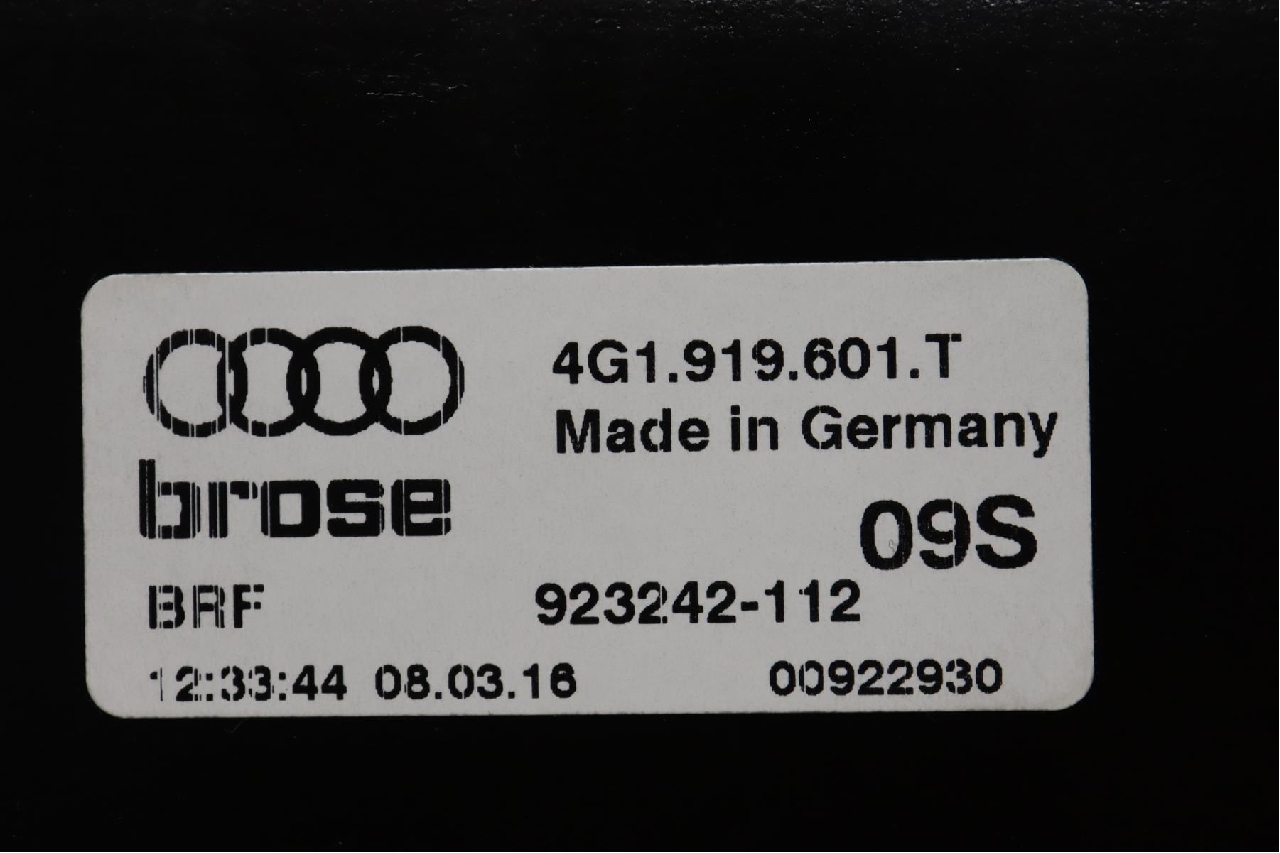 4G1.919.601.T
Made in Germany
brose
09S
BRF 923242-112
12:33:44 08.03.16 00922930